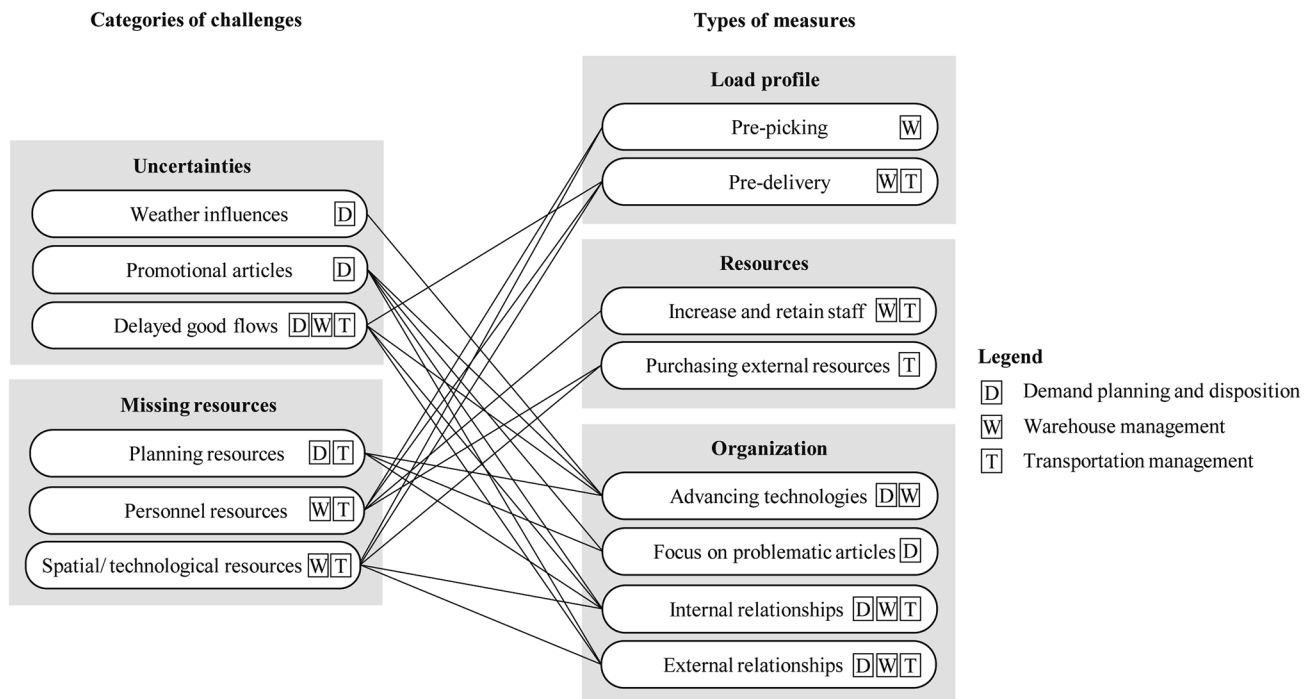 Categories of challenges
Uncertainties
Weather influences D
Promotional articles D
Delayed good flows D W T
Missing resources
Planning resources D T
Personnel resources W T
Spatial/ technological resources W T
Types of measures
Load profile
Pre-picking W
Pre-delivery W T
Resources
Increase and retain staff W T
Purchasing external resources T
Organization
Advancing technologies D W
Focus on problematic articles D
Internal relationships D W T
External relationships D W T
Legend
D Demand planning and disposition
W Warehouse management
T Transportation management